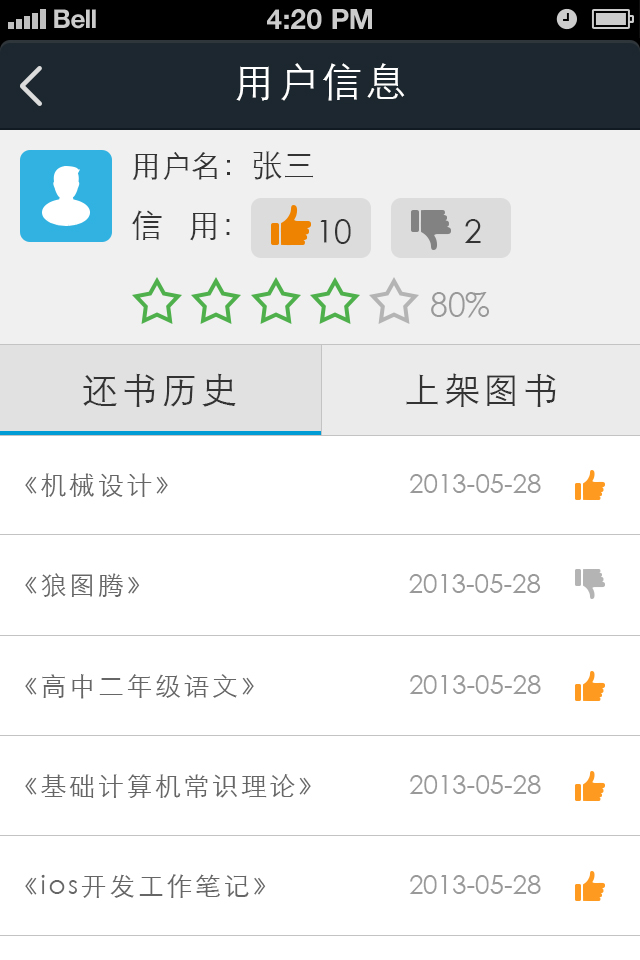 Bell 4:20 PM
用户信息
用户名： 张三
信 用： 10 2
80%
还书历史 上架图书
《机械设计》 2013-05-28
《狼图腾》 2013-05-28
《高中二年级语文》 2013-05-28
《基础计算机常识理论》 2013-05-28
《ios开发工作笔记》 2013-05-28